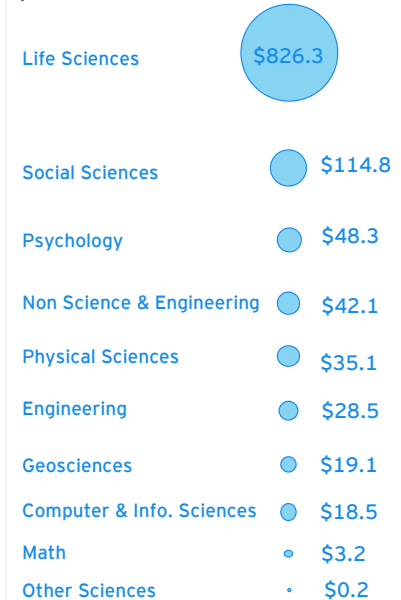 Life Sciences $826.3
Social Sciences $114.8
Psychology $48.3
Non Science & Engineering $42.1
Physical Sciences $35.1
Engineering $28.5
Geosciences $19.1
Computer & Info. Sciences $18.5
Math $3.2
Other Sciences $0.2